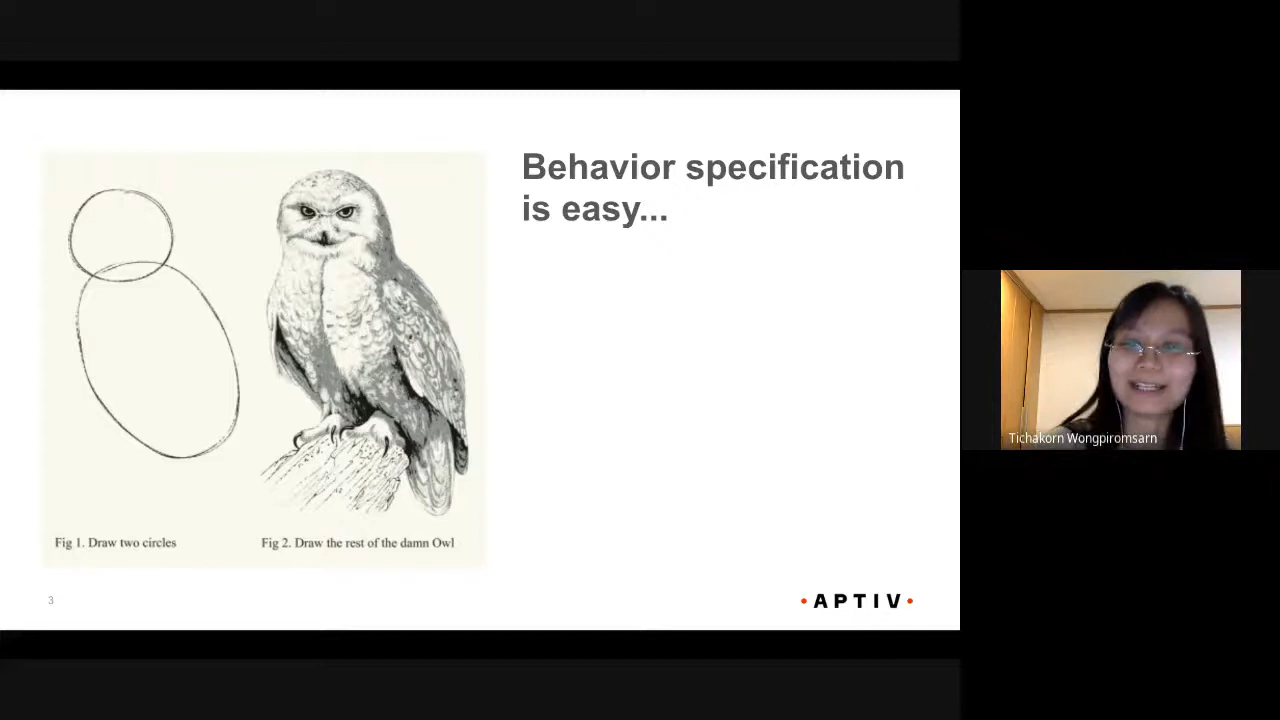 Behavior specification
is easy...
Fig 1. Draw two circles
Fig 2. Draw the rest of the damn Owl
3
APTIV
Tichakorn Wongpiromsarn